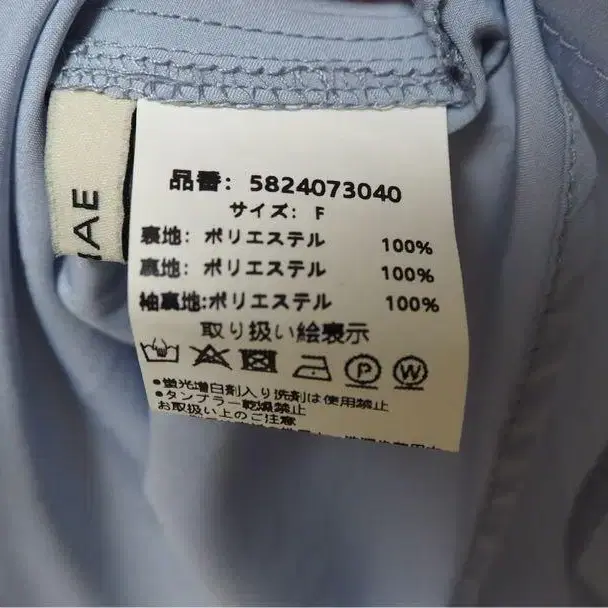 品番: 5824073040
サイズ: F
表地: ポリエステル 100%
裏地: ポリエステル 100%
袖裏地:ポリエステル 100%
取り扱い絵表示
P W
●蛍光増白剤入り洗剤は使用禁止
●タンブラー乾燥禁止
お取扱い上のご注意